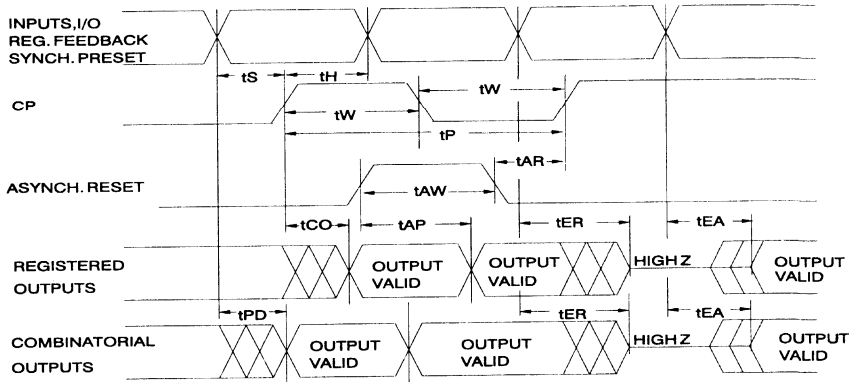 INPUTS,I/O
REG. FEEDBACK
SYNCH. PRESET
tS tH
tW
CP
tW
tP
tAR
ASYNCH. RESET
tAW
tCO tAP tER tEA
REGISTERED
OUTPUTS
OUTPUT
VALID
OUTPUT
VALID
HIGH Z
OUTPUT
VALID
tPD tER tEA
COMBINATORIAL
OUTPUTS
OUTPUT
VALID
OUTPUT
VALID
HIGH Z
OUTPUT
VALID